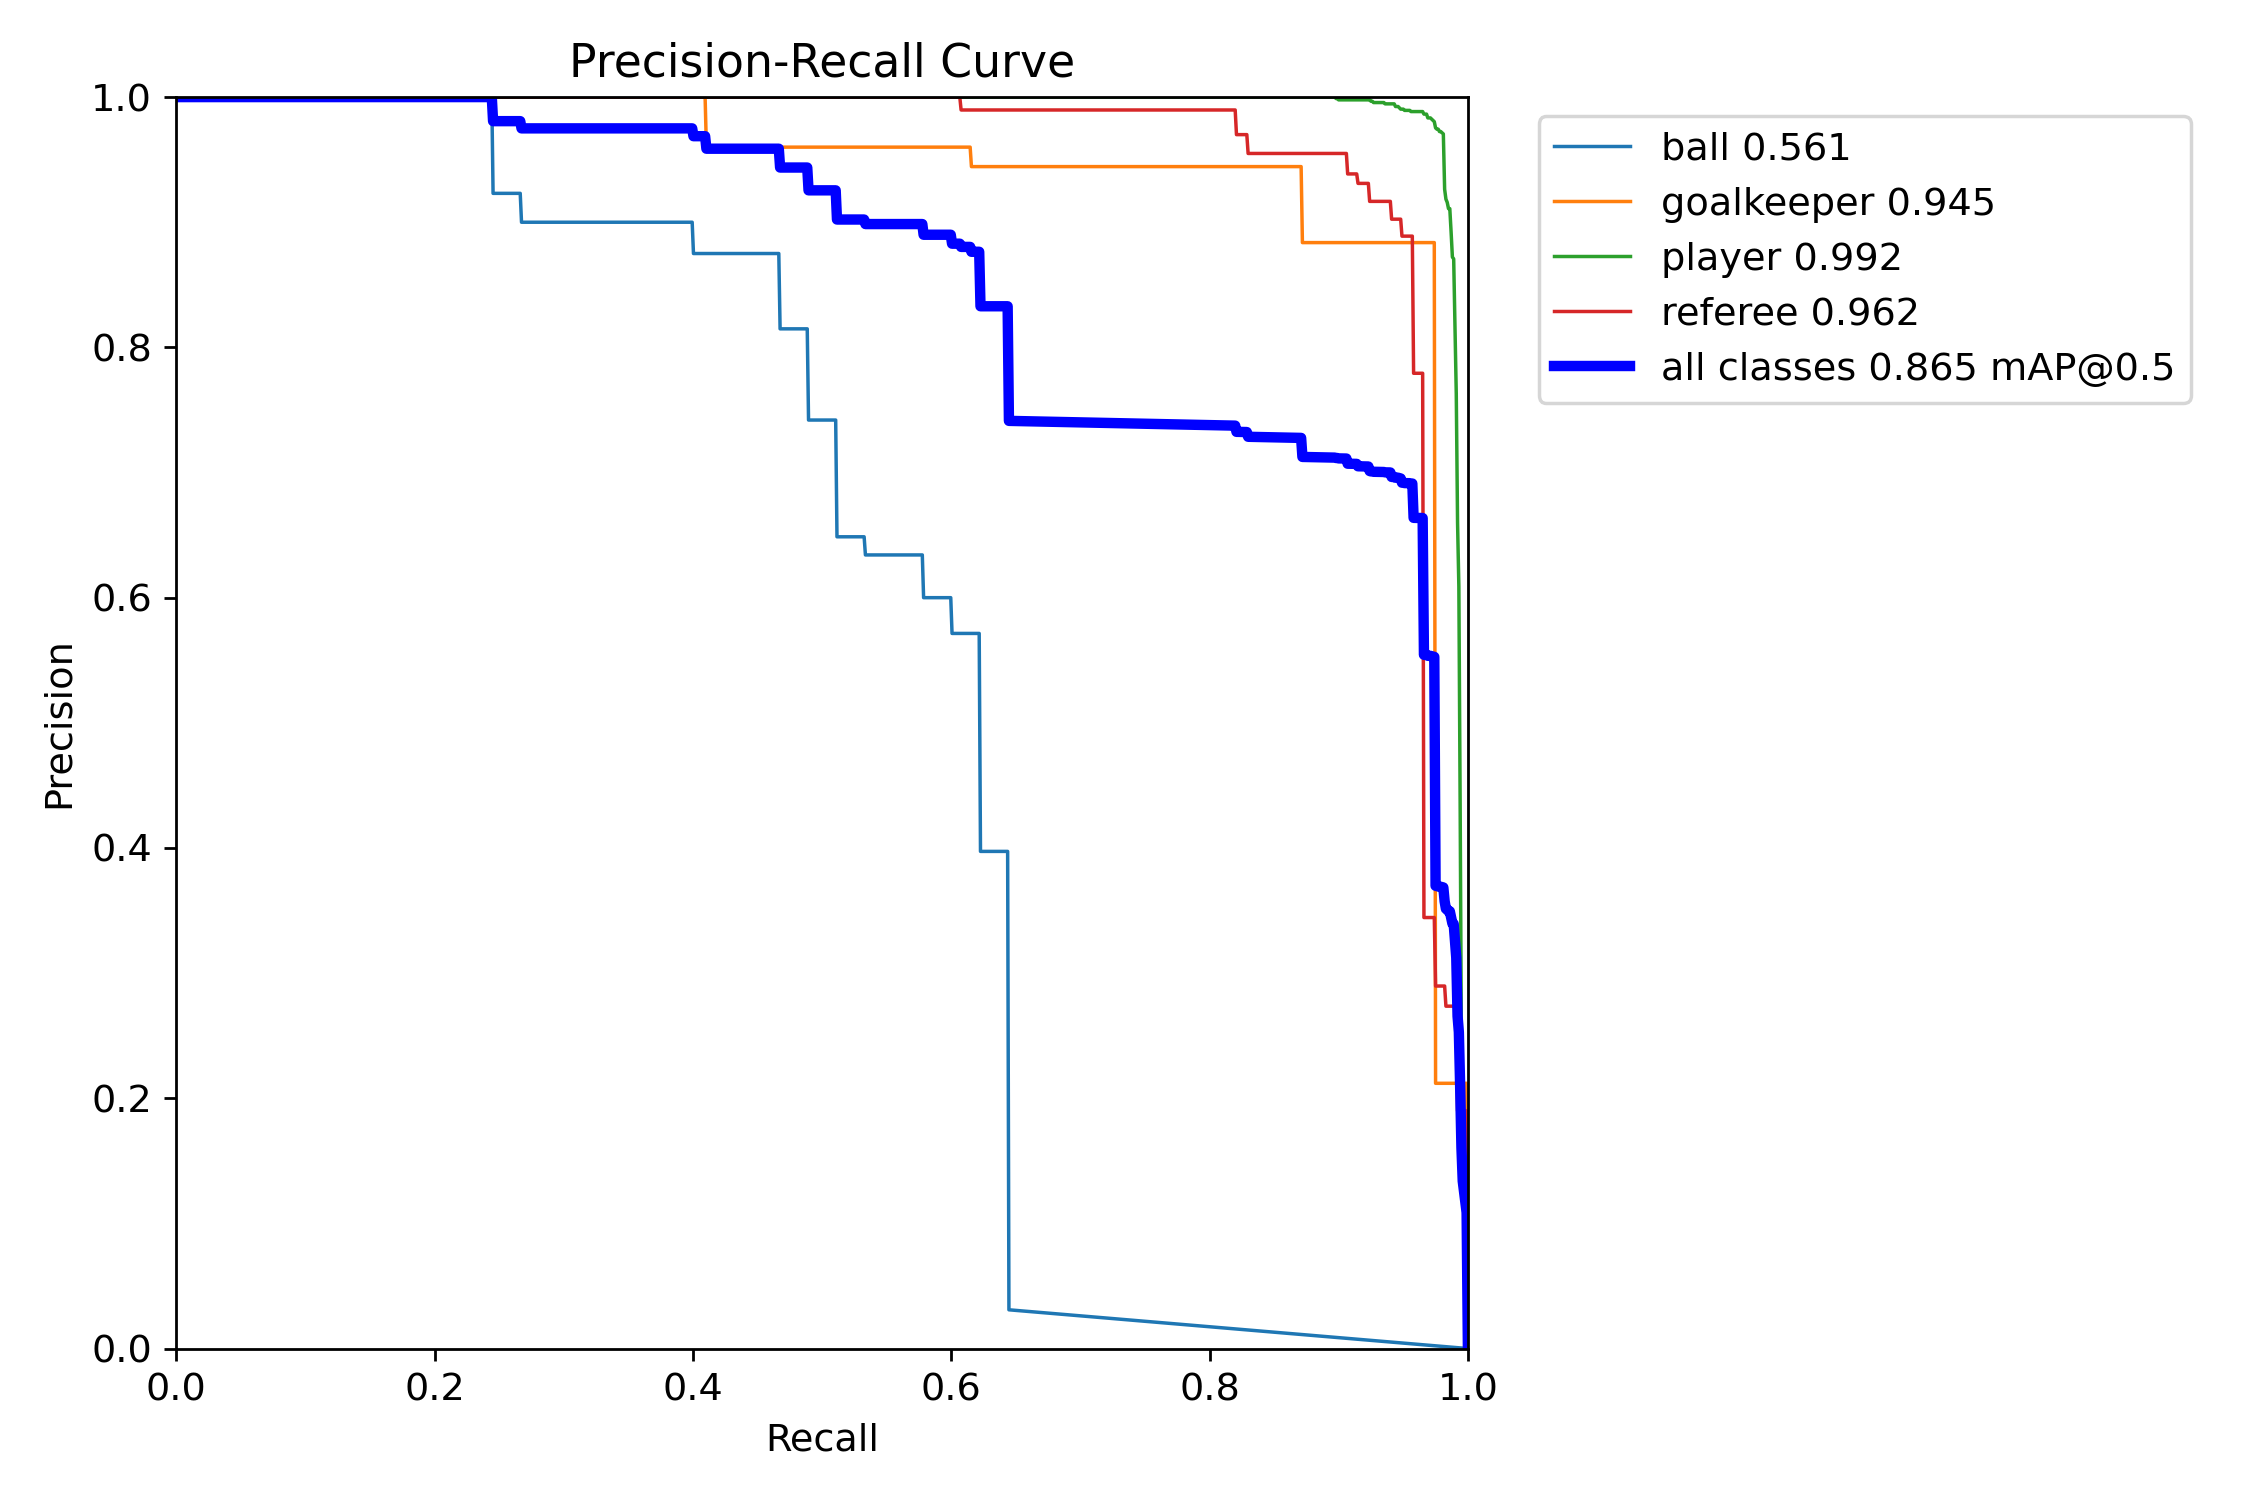 Precision-Recall Curve
1.0
0.8
0.6
0.4
0.2
0.0
Precision
0.0 0.2 0.4 0.6 0.8 1.0
Recall
ball 0.561
goalkeeper 0.945
player 0.992
referee 0.962
all classes 0.865 mAP@0.5